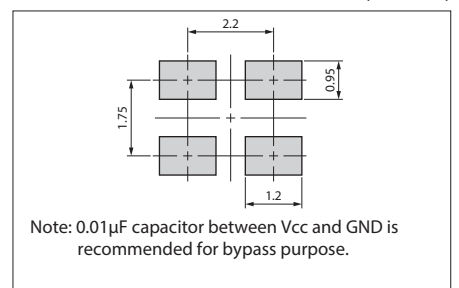 2.2
0.95
1.75
1.2
Note: 0.01µF capacitor between Vcc and GND is
recommended for bypass purpose.